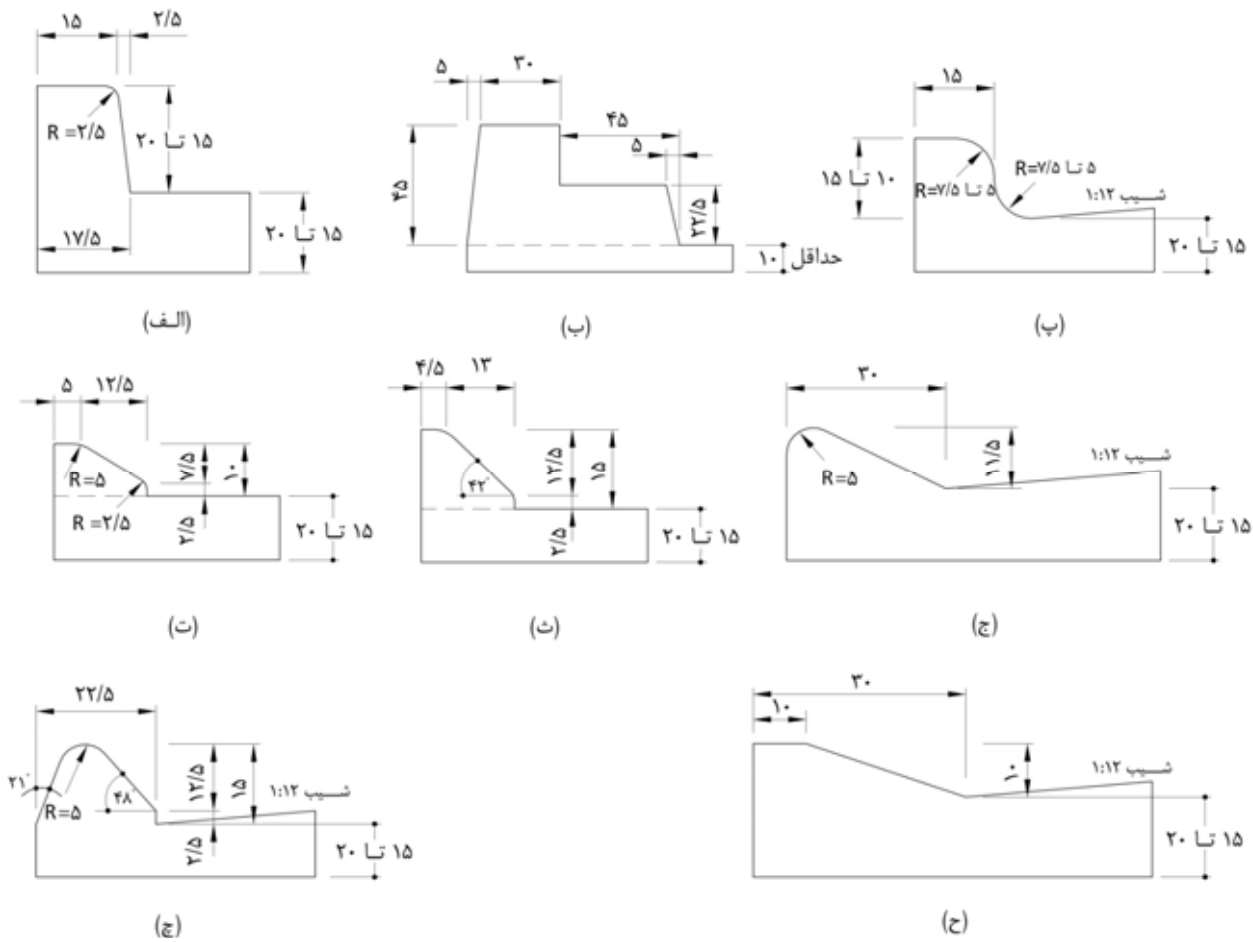 ۱۵
۲/۵
R =۲/۵
۱۵ تا ۲۰
۱۷/۵
۱۵ تا ۲۰
(الف)
۵
۳۰
۴۵
۵
۴۵
۲۲/۵
۱۰ حداقل
(ب)
۱۵
۱۰ تا ۱۵
R=۵ تا ۷/۵
R=۵ تا ۷/۵
شیب ۱:۱۲
۱۵ تا ۲۰
(پ)
۵
۱۲/۵
R=۵
R =۲/۵
۷/۵
۱۰
۲/۵
۱۵ تا ۲۰
(ت)
۴/۵
۱۳
۴۲°
۱۲/۵
۱۵
۲/۵
۱۵ تا ۲۰
(ث)
۳۰
R=۵
۱۱/۵
شیب ۱:۱۲
۱۵ تا ۲۰
(ج)
۲۲/۵
۲۱°
R=۵
۴۸°
۱۲/۵
۱۵
۲/۵
شیب ۱:۱۲
۱۵ تا ۲۰
(چ)
۳۰
۱۰
۱۰
شیب ۱:۱۲
۱۵ تا ۲۰
(ح)